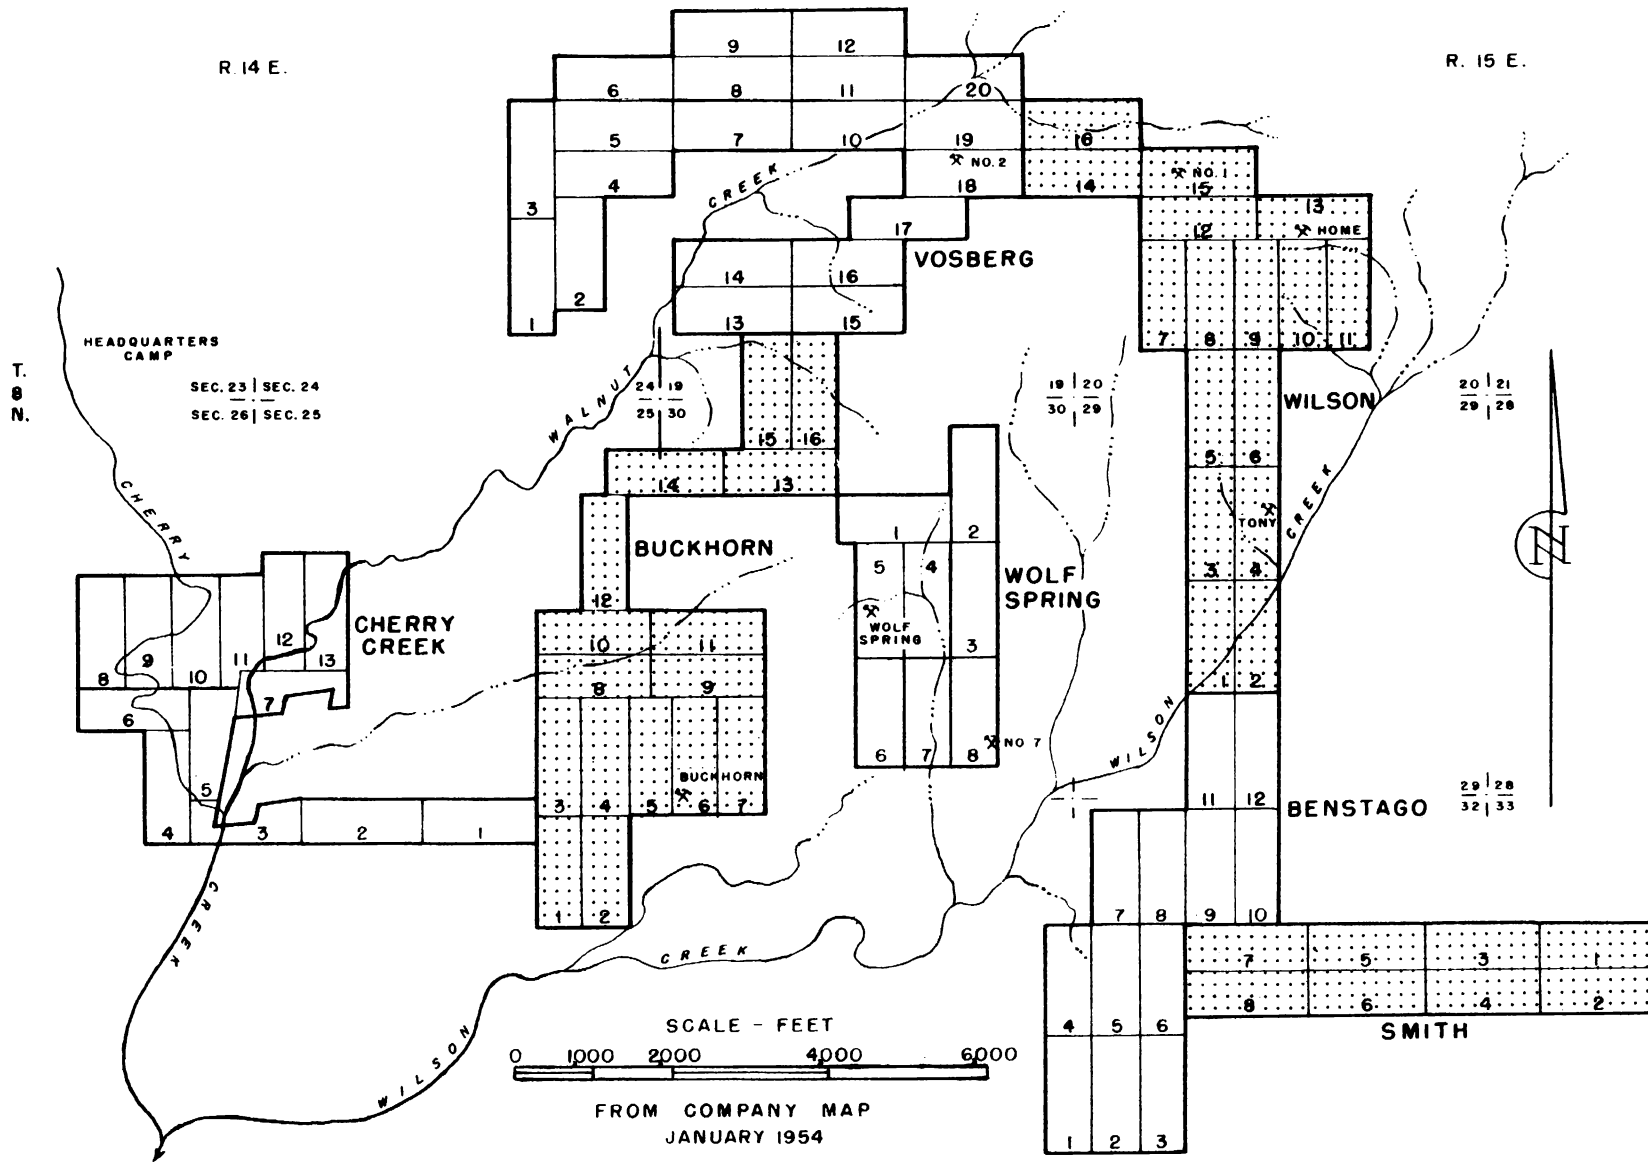 R. 14 E.
R. 15 E.
9 12
6 8 11 20
5 7 10 19 16
NO. 2 NO. 1
4 18 14 15
CREEK
3 13
17 12 HOME
VOSBERG
14 16
2
1 13 15 7 8 9 10 11
HEADQUARTERS
CAMP
T.
8
N.
SEC. 23 SEC. 24
SEC. 26 SEC. 25
24 19
25 30
19 20
30 29
20 21
29 28
WALNUT
WILSON
15 16 5 6
14 13
CHERRY
CREEK
TONY
N
1 2
BUCKHORN
5 4 3 4
WOLF
SPRING
12
WOLF
SPRING
CHERRY
CREEK
12 13
8 9 10 11
10 11 3
8 9 1 2
6 7
WILSON
NO 7
6 7 8
BUCKHORN
5
3 4 5 6 7
11 12
BENSTAGO
29 28
32 33
4 3 2 1
1 2
7 8 9 10
CREEK
CREEK
7 5 3 1
8 6 4 2
SMITH
4 5 6
WILSON
SCALE - FEET
0 1,000 2,000 4,000 6,000
FROM COMPANY MAP
JANUARY 1954
1 2 3